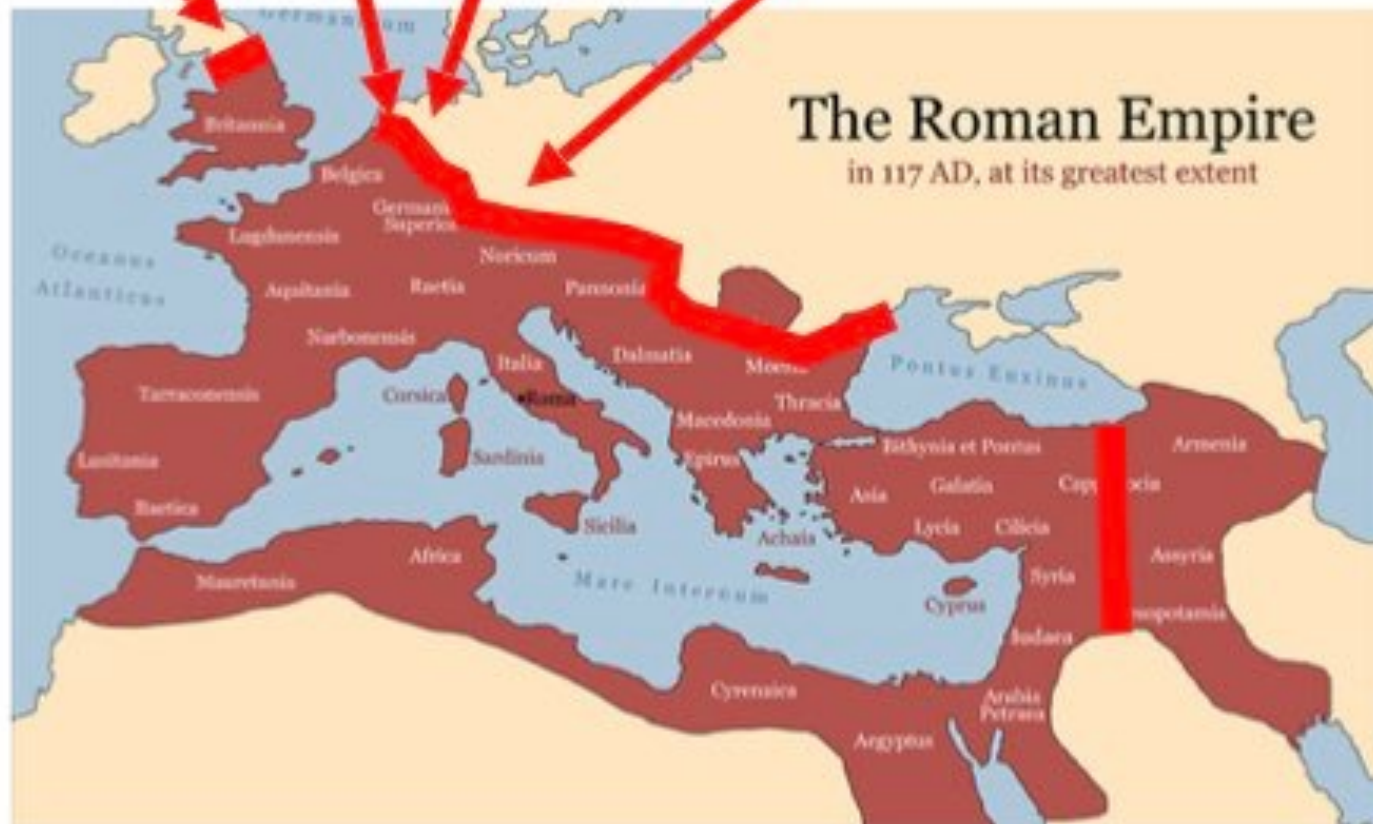 Germanicum
The Roman Empire
in 117 AD, at its greatest extent
Britannia
Belgica
Superior
Lugdunensis
Oceanus
Atlanticus
Noricum
Aquitania
Raetia
Pannonia
Narbonensis
Italia
Dalmatia
Pontus Euxinus
Tarraconensis
Corsica
Roma
Thracia
Macedonia
Bithynia et Pontus
Armenia
Lusitania
Sardinia
Epirus
Asia
Galatia
Baetica
Sicilia
Achaia
Lycia
Cilicia
Africa
Assyria
Mauretania
Mare Internum
Syria
Cyprus
Iudaea
Cyrenaica
Arabia
Petraea
Aegyptus